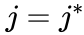 j = j*